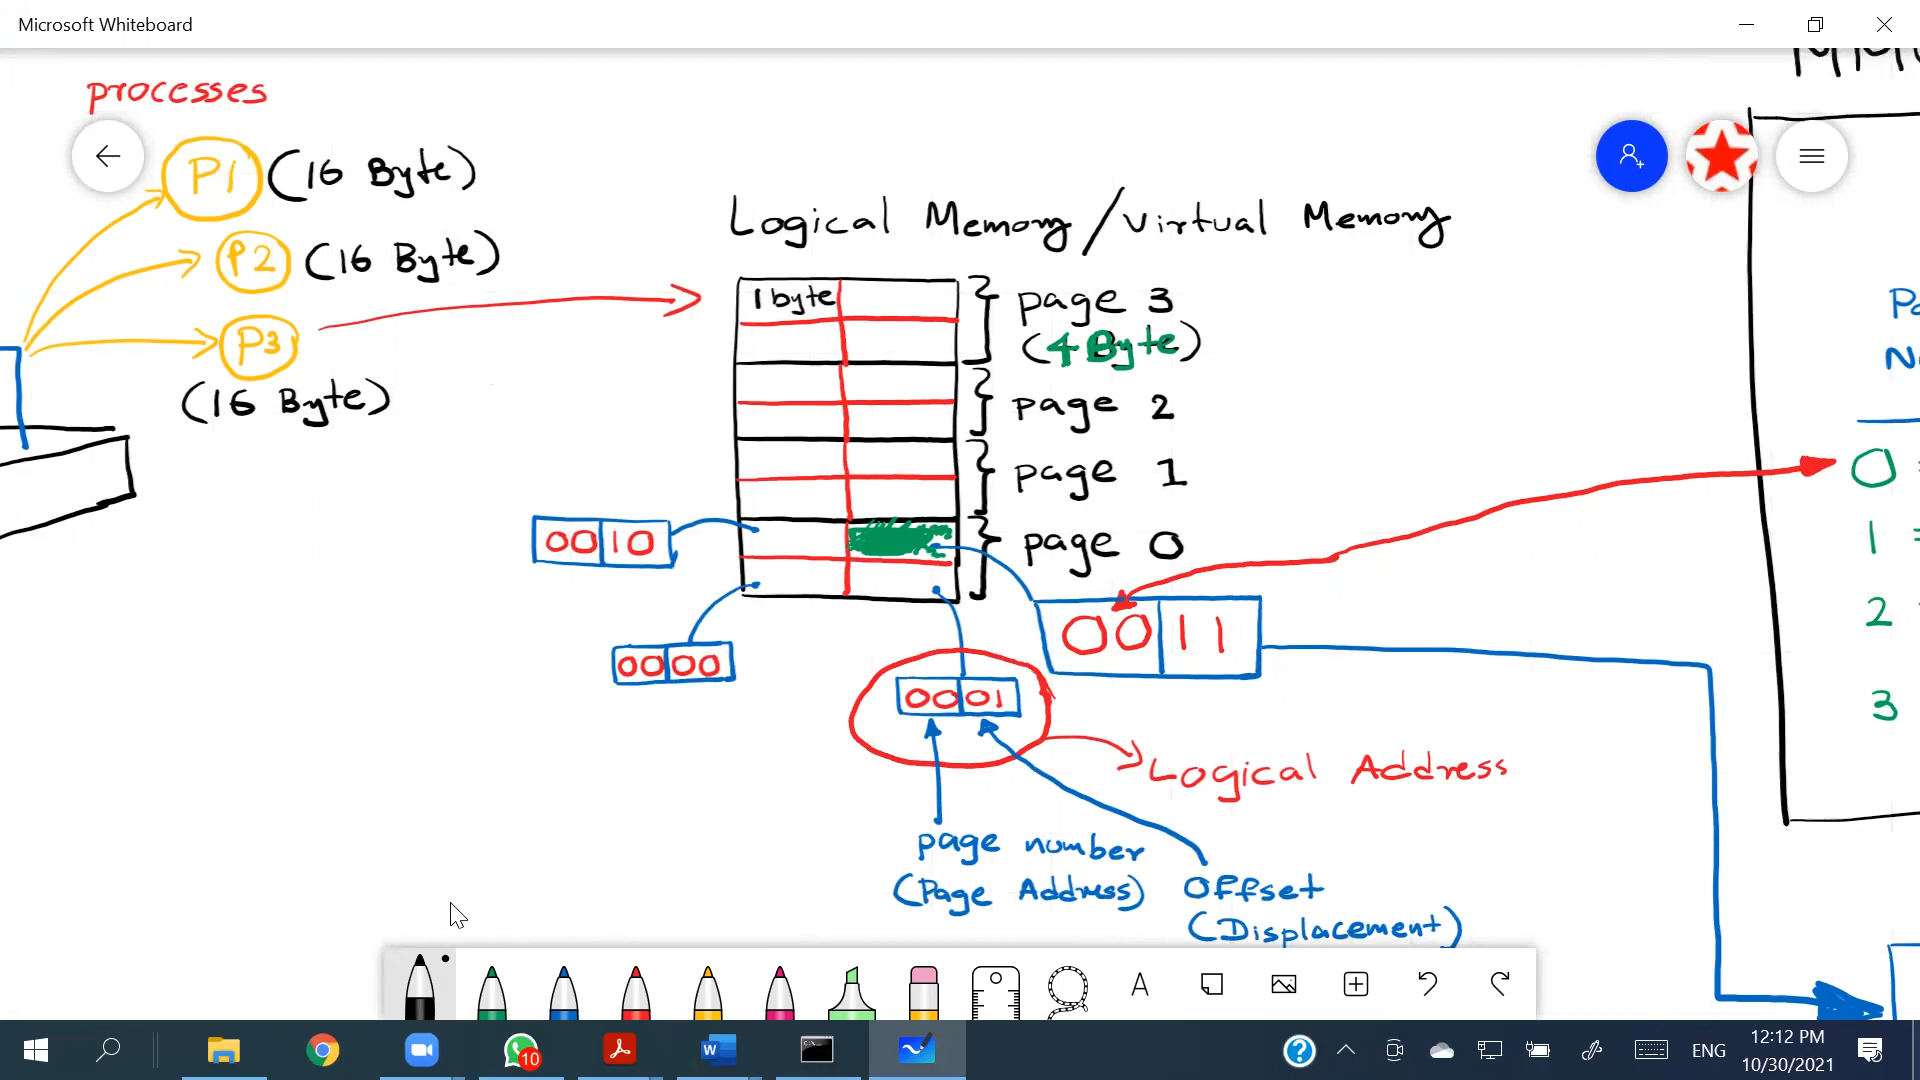 Microsoft Whiteboard
processes
P1 (16 Byte)
P2 (16 Byte)
P3
(16 Byte)
Logical Memory / Virtual Memory
1 byte
page 3
(4 Byte)
page 2
page 1
page 0
0010
0000
0001
0011
Logical Address
page number
(Page Address)
Offset
(Displacement)
0 =
1 =
2
3
A
10
W
ENG
12:12 PM
10/30/2021